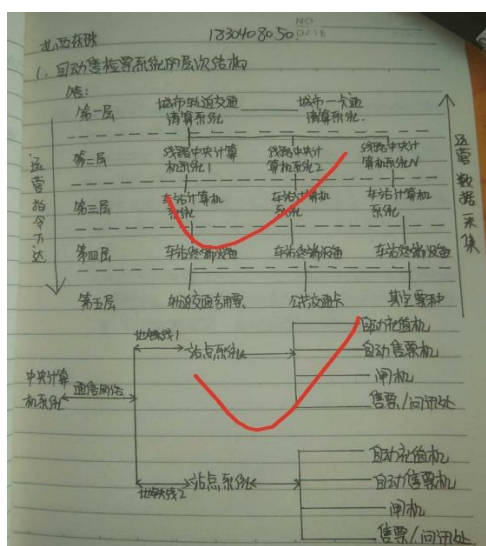 1830408050
NO
DATE
1. 自动售检票系统的层次结构
答:
第一层 城市轨道交通清算系统 城市一卡通清算系统.
第二层 线路中央计算机系统1 线路中央计算机系统2 线路中央计算机系统N
第三层 车站计算机系统 车站计算机系统 车站计算机系统
第四层 车站终端设备 车站终端设备 车站终端设备
第五层 轨道交通专用票 公共交通卡 其它票种
运营指令下达
运营数据采集
中央计算机系统 通信网络
地铁线1 站点系统
自动充值机
自动售票机
闸机
售票/问讯处
地铁线2 站点系统
自动充值机
自动售票机
闸机
售票/问讯处